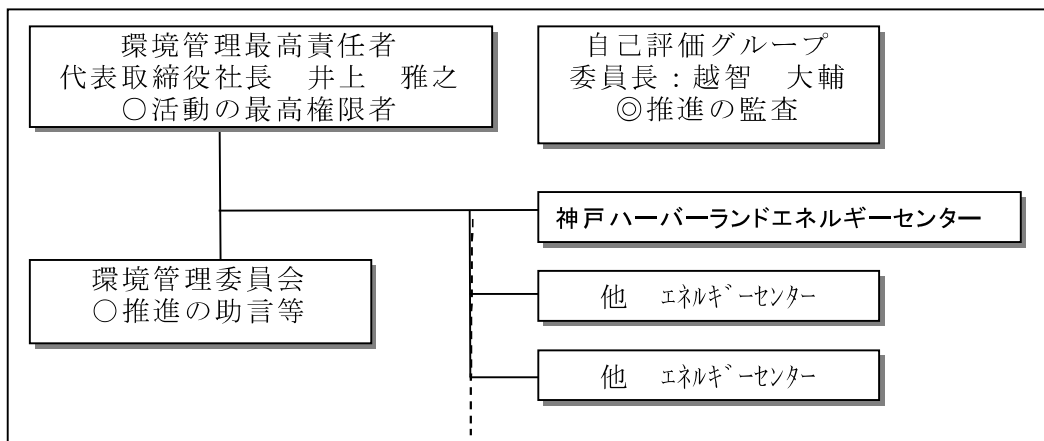 環境管理最高責任者
代表取締役社長　井上　雅之
○活動の最高権限者
自己評価グループ
委員長：越智　大輔
◎推進の監査
神戸ハーバーランドエネルギーセンター
環境管理委員会
○推進の助言等
他　ｴﾈﾙｷﾞｰｾﾝﾀｰ
他　ｴﾈﾙｷﾞｰｾﾝﾀｰ